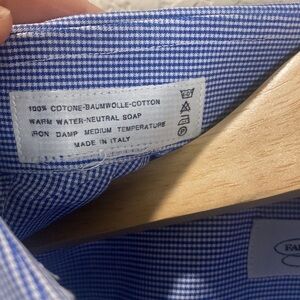 100% COTONE-BAUMWOLLE-COTTON
WARM WATER-NEUTRAL SOAP
IRON DAMP MEDIUM TEMPERATURE
MADE IN ITALY